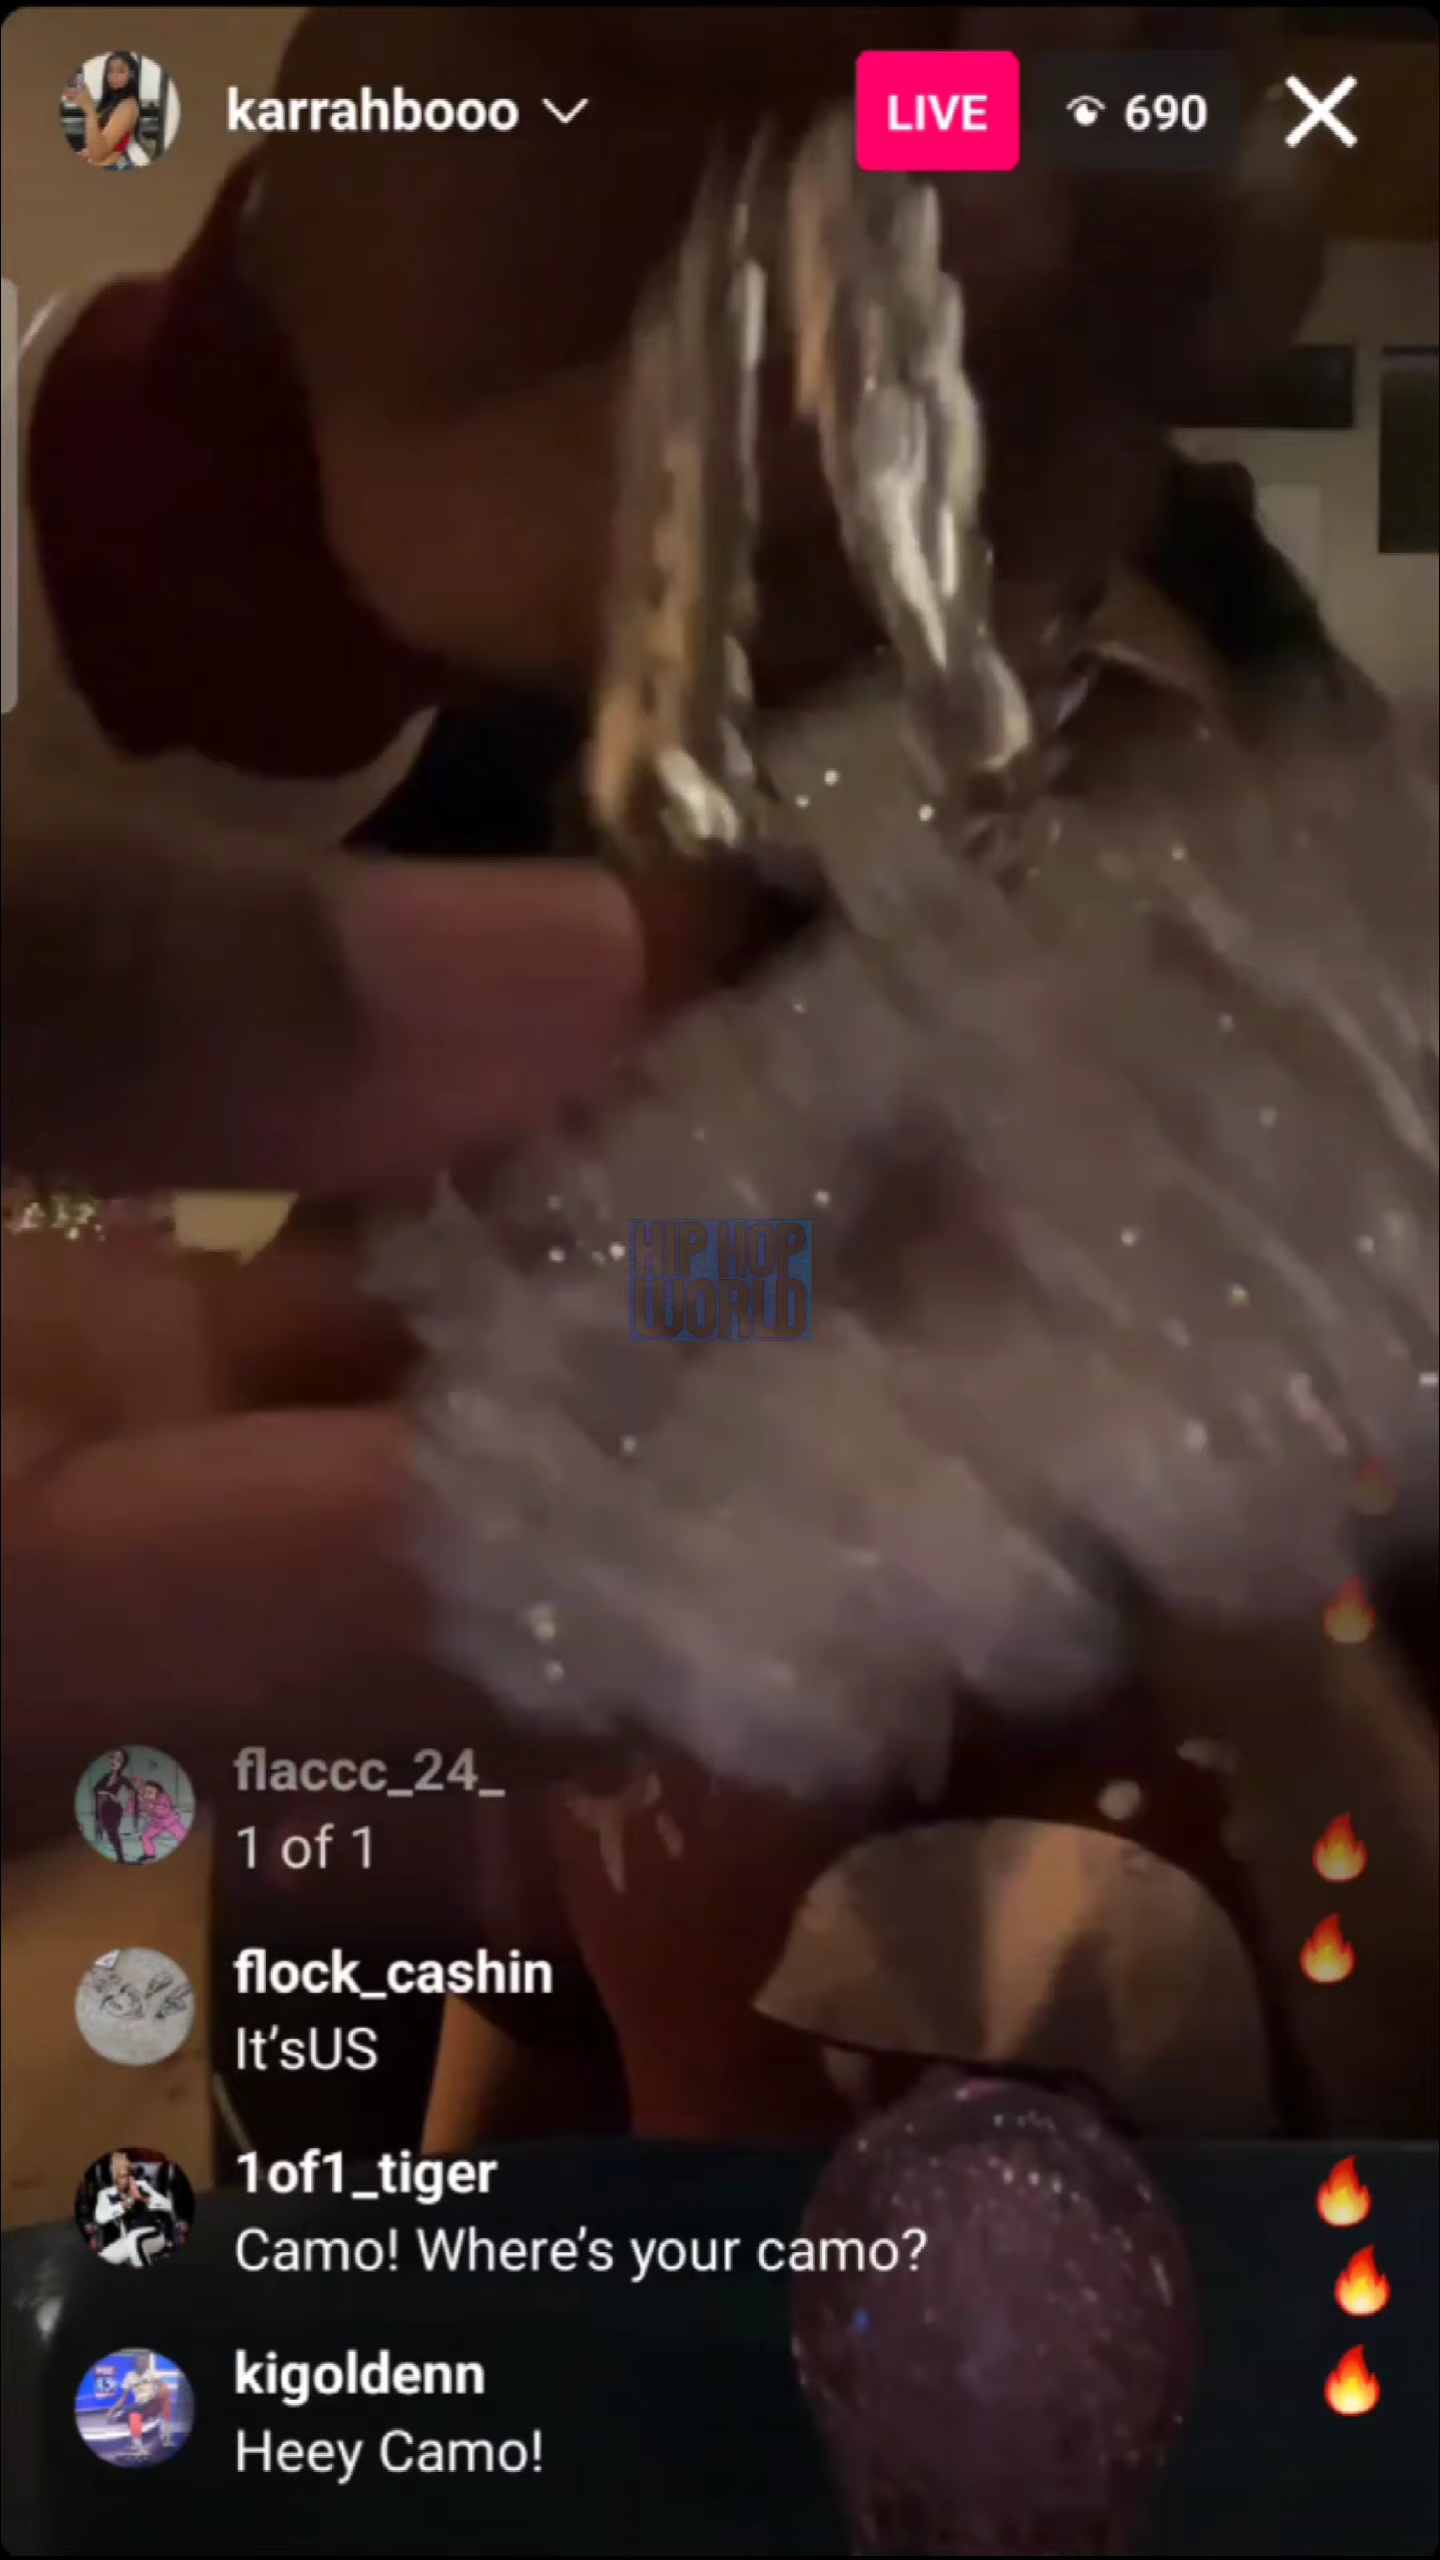 karrahbooo
LIVE
690
HIP HOP
WORLD
flaccc_24_
1 of 1
flock_cashin
It'sUS
1of1_tiger
Camo! Where's your camo?
kigoldenn
Heey Camo!